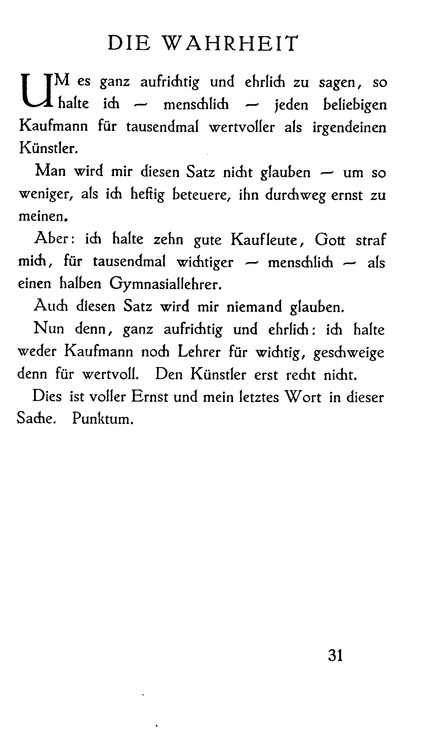 DIE WAHRHEIT
UM es ganz aufrichtig und ehrlich zu sagen, so
halte ich — menschlich — jeden beliebigen
Kaufmann für tausendmal wertvoller als irgendeinen
Künstler.
Man wird mir diesen Satz nicht glauben — um so
weniger, als ich heftig beteuere, ihn durchweg ernst zu
meinen.
Aber: ich halte zehn gute Kaufleute, Gott straf
mich, für tausendmal wichtiger — menschlich — als
einen halben Gymnasiallehrer.
Auch diesen Satz wird mir niemand glauben.
Nun denn, ganz aufrichtig und ehrlich: ich halte
weder Kaufmann noch Lehrer für wichtig, geschweige
denn für wertvoll. Den Künstler erst recht nicht.
Dies ist voller Ernst und mein letztes Wort in dieser
Sache. Punktum.
31